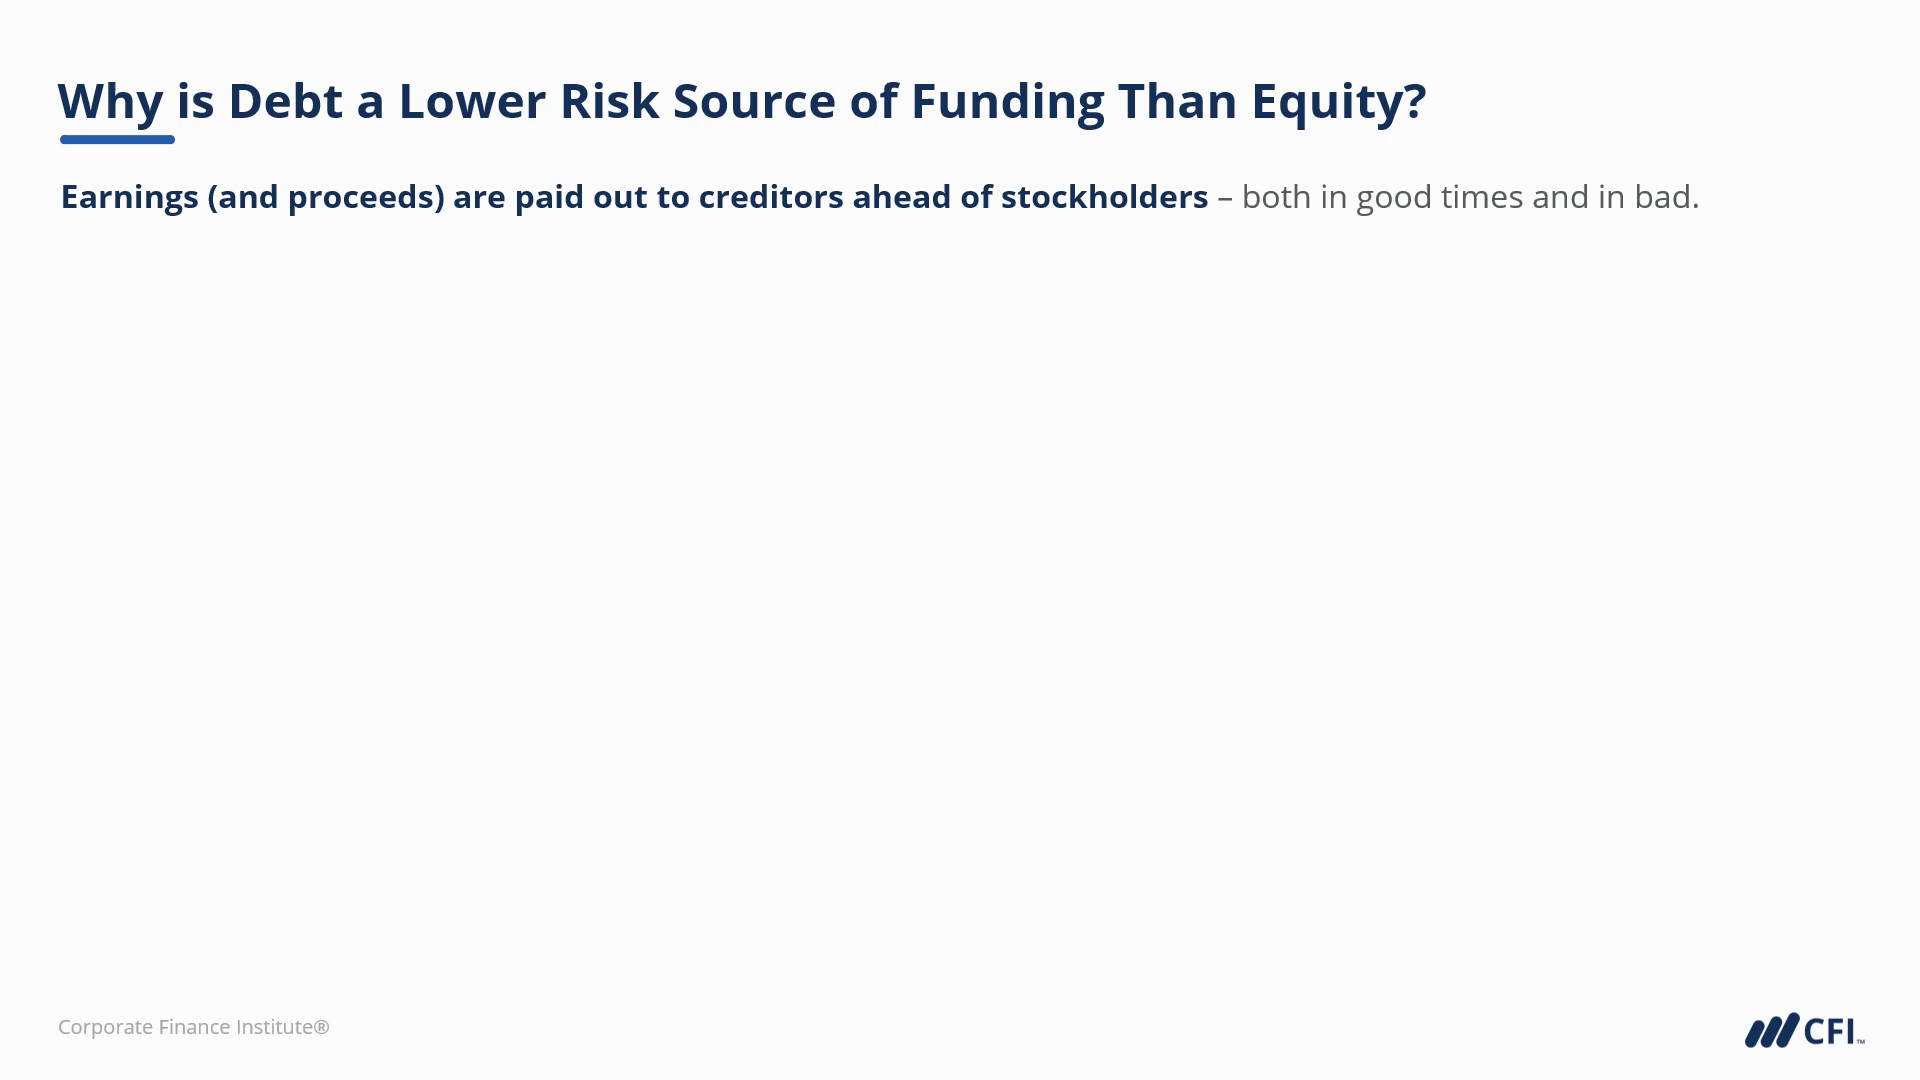 Why is Debt a Lower Risk Source of Funding Than Equity?
Earnings (and proceeds) are paid out to creditors ahead of stockholders – both in good times and in bad.
Corporate Finance Institute®
CFI™